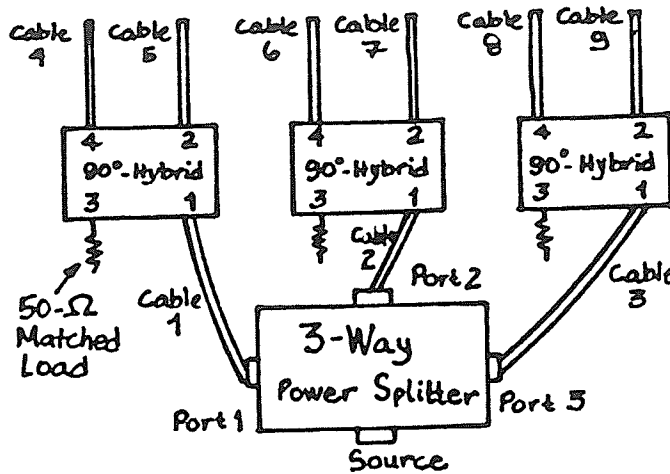 Cable 4
Cable 5
Cable 6
Cable 7
Cable 8
Cable 9
4 2
90°-Hybrid
3 1
4 2
90°-Hybrid
3 1
4 2
90°-Hybrid
3 1
50-Ω
Matched
Load
Cable 1
Cable 2
Cable 3
Port 2
3-Way
Power Splitter
Port 1
Port 3
Source